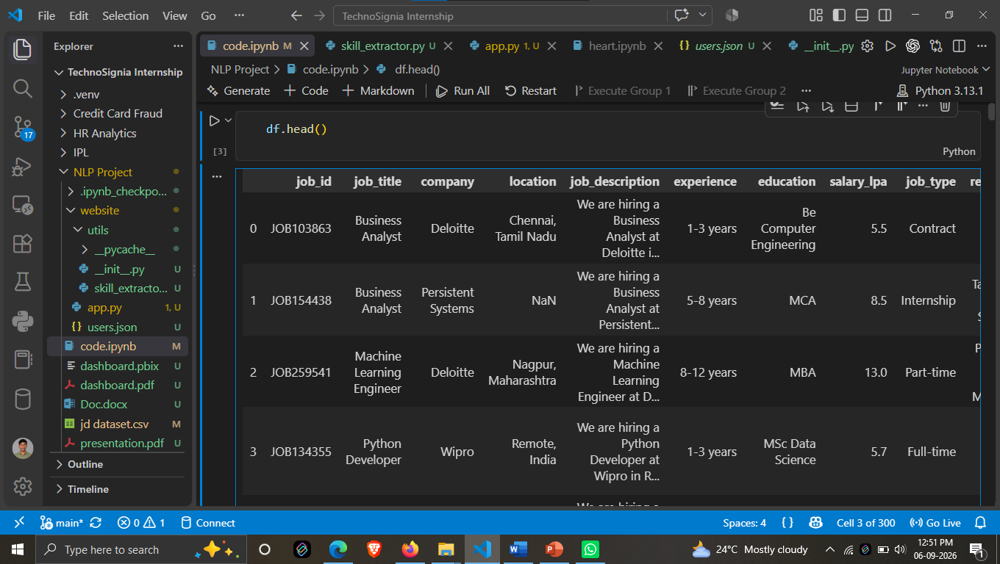 File Edit Selection View Go ···
TechnoSignia Internship
Explorer ···
TechnoSignia Internship
.venv
Credit Card Fraud
HR Analytics
IPL
NLP Project
.ipynb_checkpo...
website
utils
__pycache__
__init__.py U
skill_extracto... U
app.py 1, U
users.json U
code.ipynb M
dashboard.pbix U
dashboard.pdf U
Doc.docx U
jd dataset.csv M
presentation.pdf U
Outline
Timeline
17
code.ipynb M skill_extractor.py U app.py 1, U heart.ipynb users.json U __init__.py
NLP Project > code.ipynb > df.head()
Jupyter Notebook
Generate + Code + Markdown Run All Restart Execute Group 1 Execute Group 2 ···
Python 3.13.1
df.head()
[3]
Python
job_id job_title company location job_description experience education salary_lpa job_type re
0 JOB103863 Business Analyst Deloitte Chennai, Tamil Nadu We are hiring a Business Analyst at Deloitte i... 1-3 years Be Computer Engineering 5.5 Contract
1 JOB154438 Business Analyst Persistent Systems NaN We are hiring a Business Analyst at Persistent... 5-8 years MCA 8.5 Internship
2 JOB259541 Machine Learning Engineer Deloitte Nagpur, Maharashtra We are hiring a Machine Learning Engineer at D... 8-12 years MBA 13.0 Part-time
3 JOB134355 Python Developer Wipro Remote, India We are hiring a Python Developer at Wipro in R... 1-3 years MSc Data Science 5.7 Full-time
main* 0 1 Connect
Spaces: 4 {} Cell 3 of 300 Go Live
Type here to search
24°C Mostly cloudy
12:51 PM
06-09-2026
1